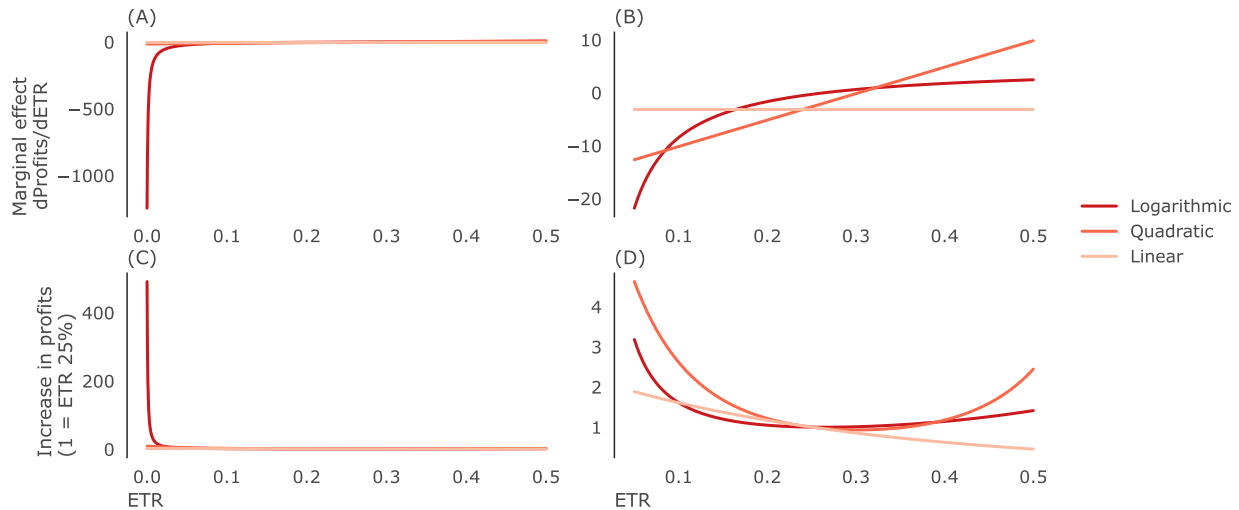 (A)
(B)
Marginal effect
dProfits/dETR
0
−500
−1000
0.0 0.1 0.2 0.3 0.4 0.5
10
0
−10
−20
0.1 0.2 0.3 0.4 0.5
Logarithmic
Quadratic
Linear
(C)
(D)
Increase in profits
(1 = ETR 25%)
400
200
0
0.0 0.1 0.2 0.3 0.4 0.5
ETR
4
3
2
1
0.1 0.2 0.3 0.4 0.5
ETR